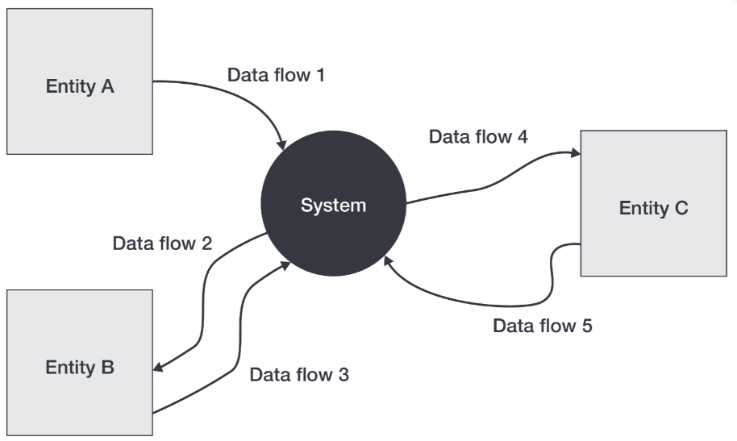 Entity A
Data flow 1
Data flow 4
System
Entity C
Data flow 2
Data flow 5
Entity B
Data flow 3